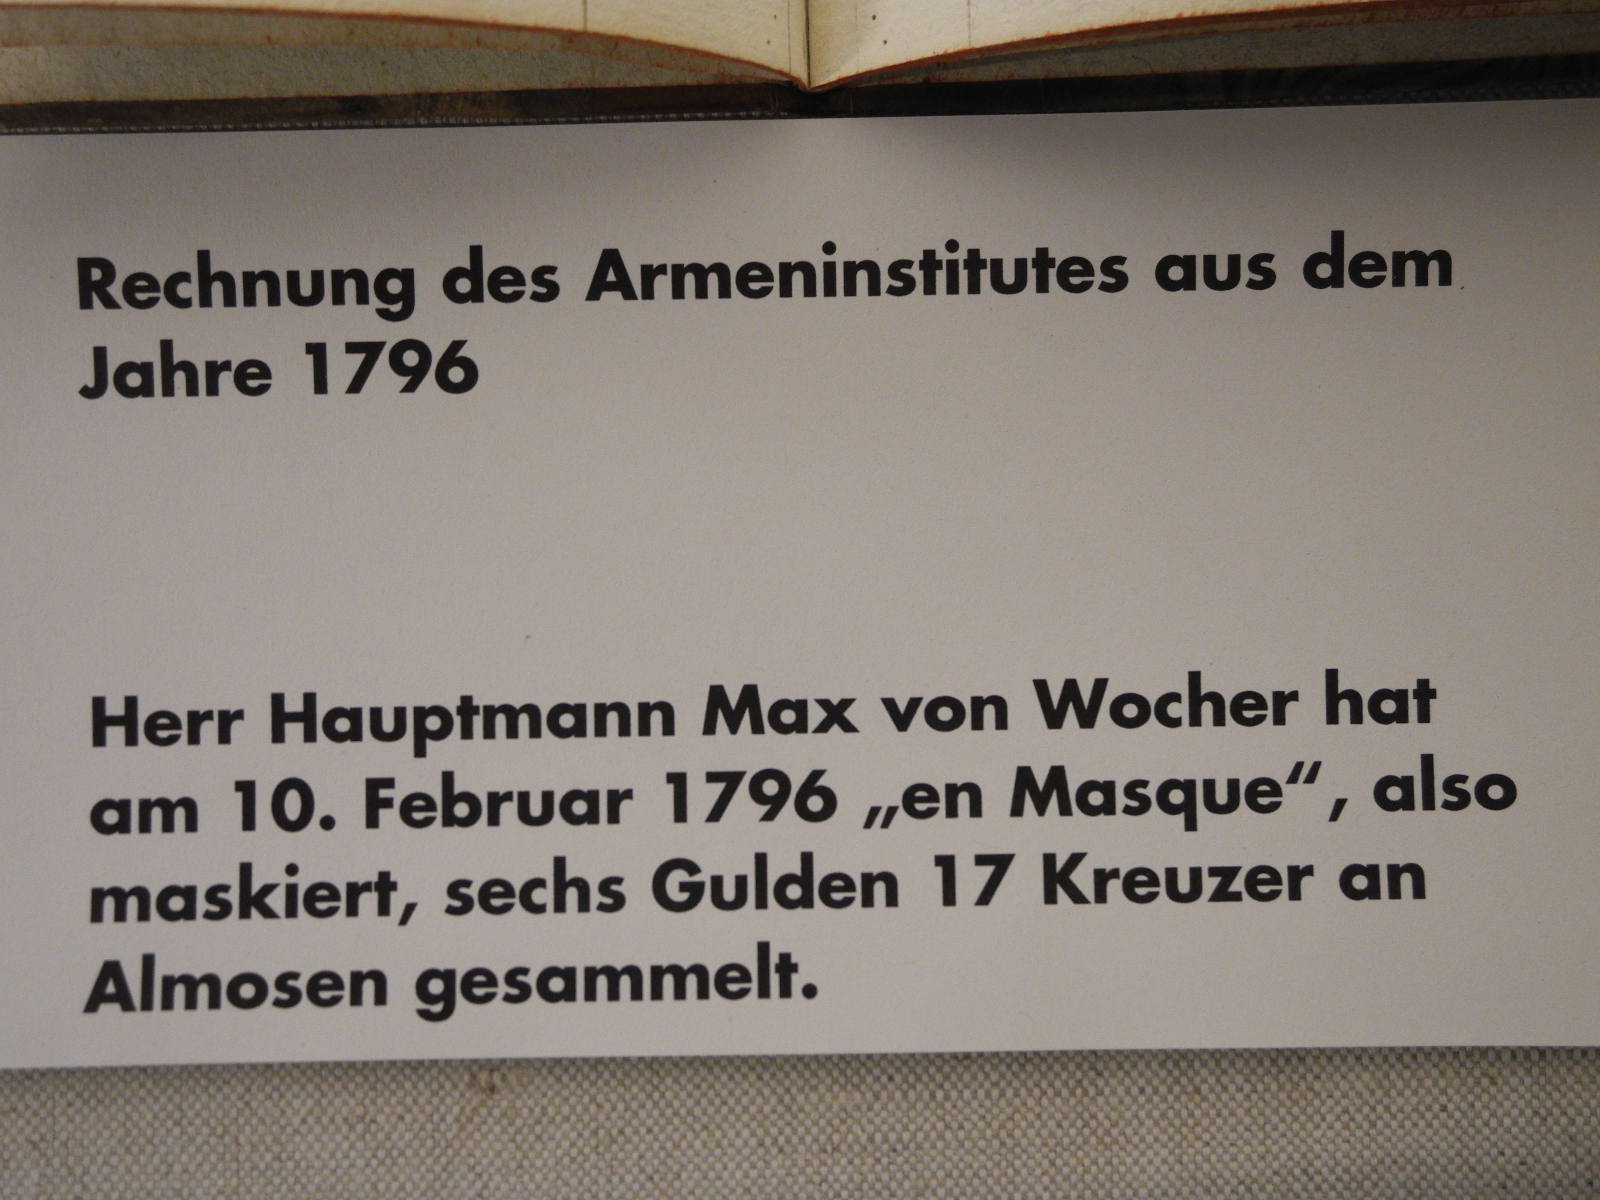 Rechnung des Armeninstitutes aus dem
Jahre 1796
Herr Hauptmann Max von Wocher hat
am 10. Februar 1796 „en Masque“, also
maskiert, sechs Gulden 17 Kreuzer an
Almosen gesammelt.